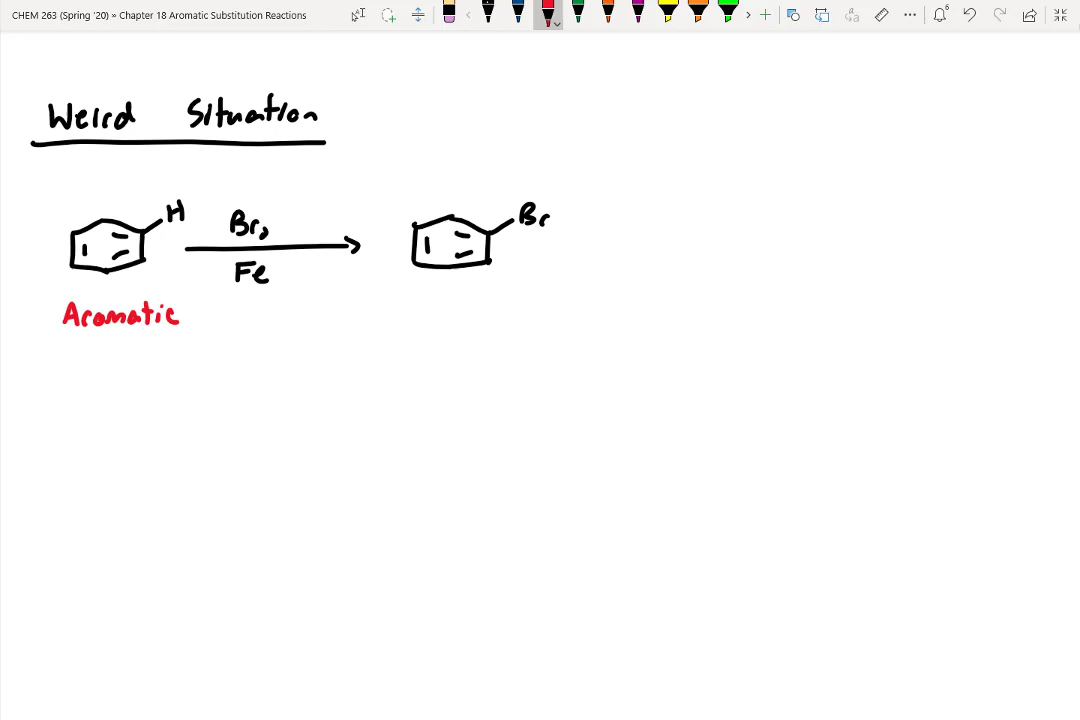 CHEM 263 (Spring '20) » Chapter 18 Aromatic Substitution Reactions
Weird Situation
H Br₂ Br
Fe
Aromatic